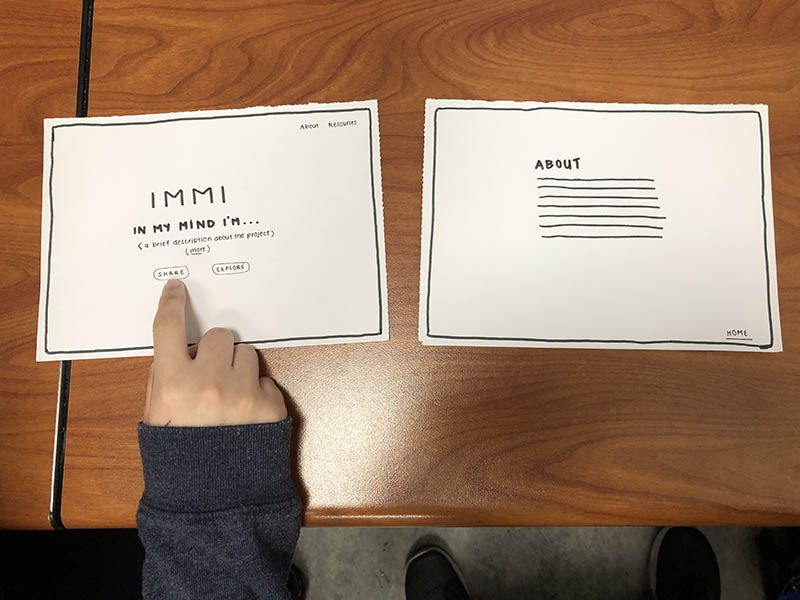 About Resources
IMMI
IN MY MIND I'M...
(a brief description about the project)
(more)
SHARE EXPLORE
ABOUT
HOME